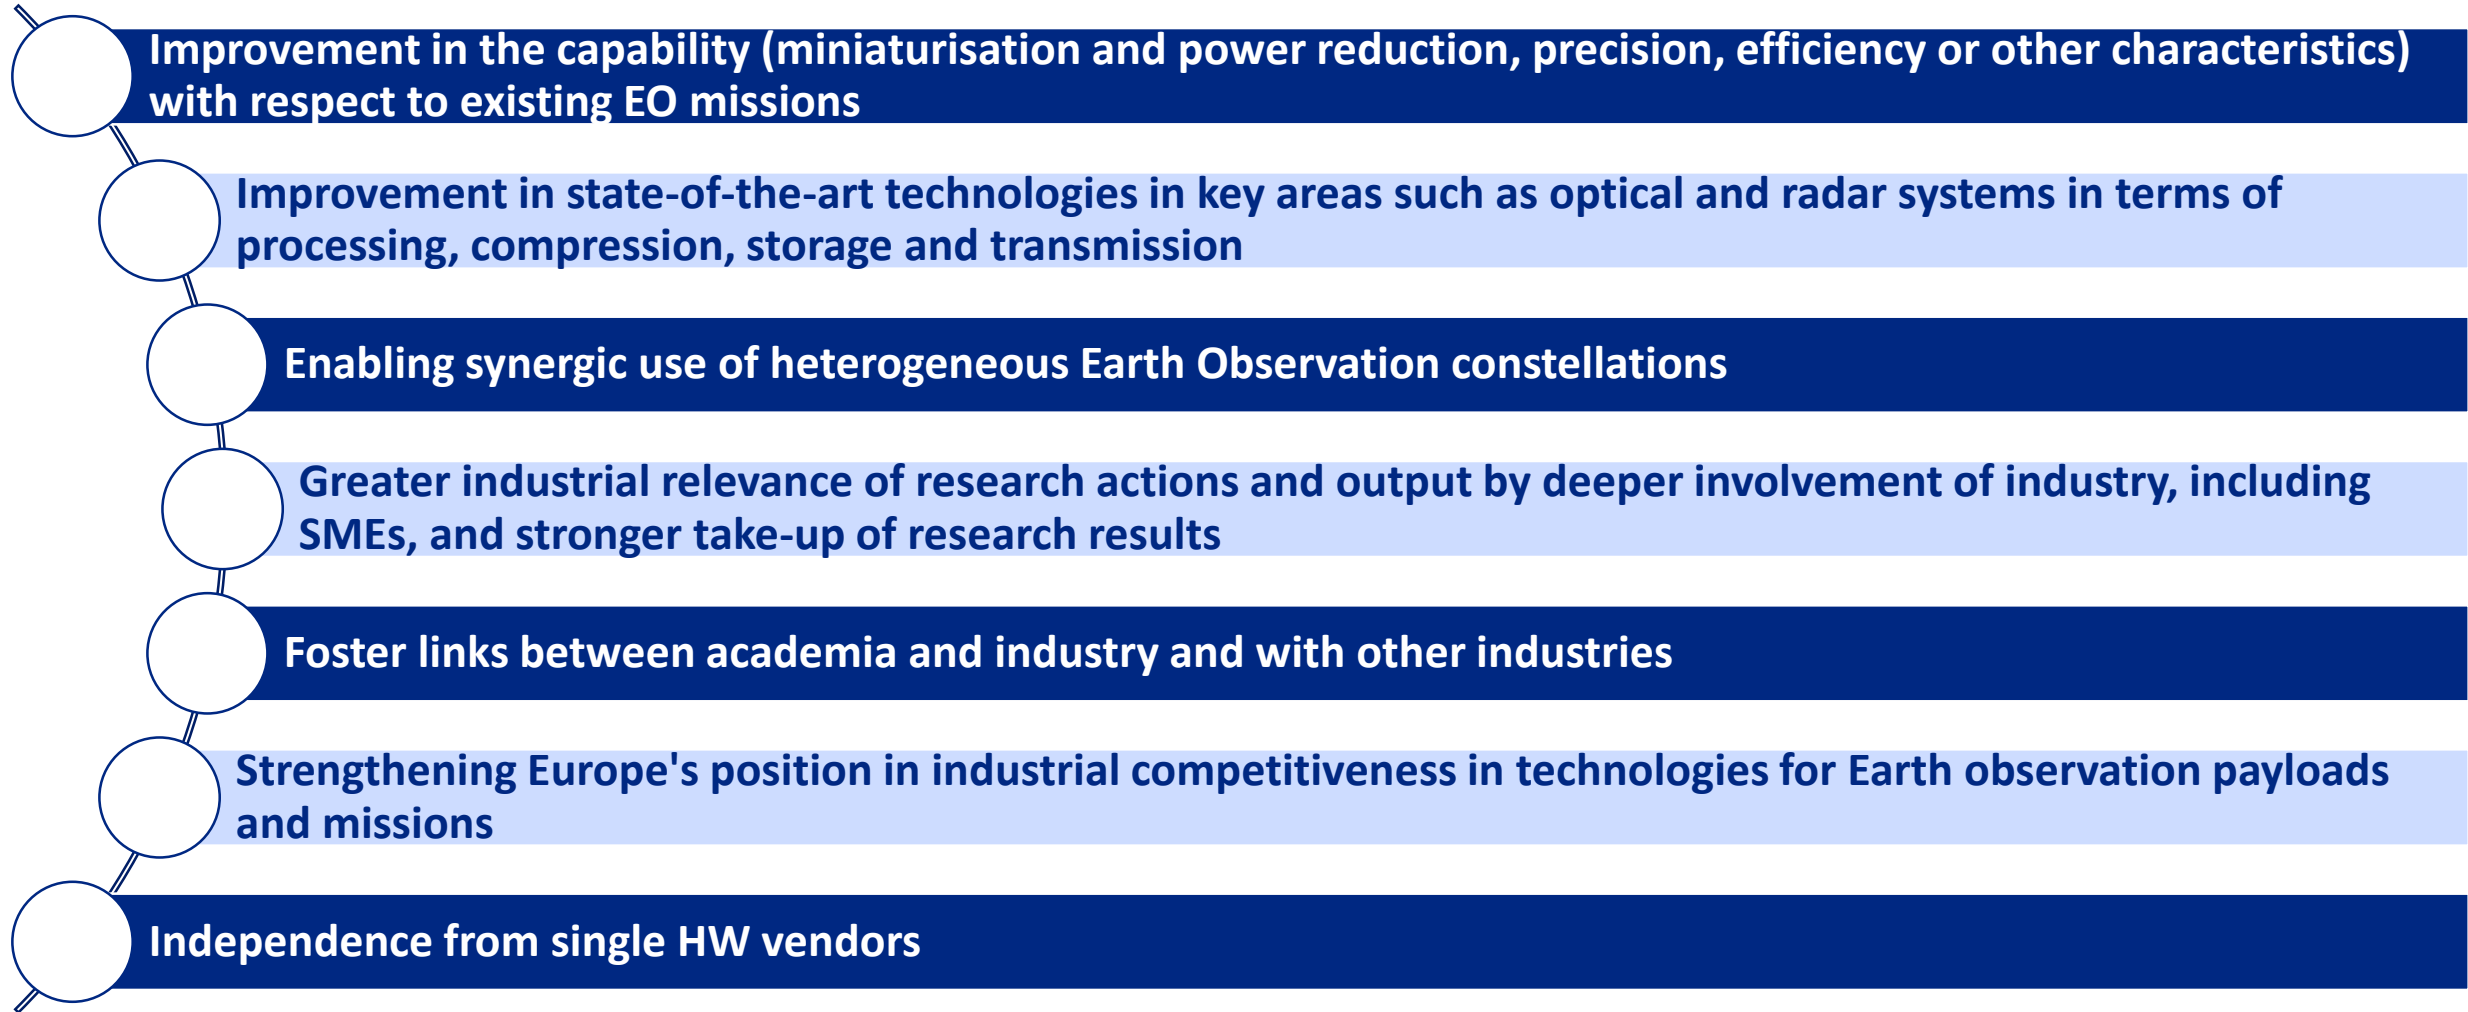 Improvement in the capability (miniaturisation and power reduction, precision, efficiency or other characteristics)
with respect to existing EO missions
Improvement in state-of-the-art technologies in key areas such as optical and radar systems in terms of
processing, compression, storage and transmission
Enabling synergic use of heterogeneous Earth Observation constellations
Greater industrial relevance of research actions and output by deeper involvement of industry, including
SMEs, and stronger take-up of research results
Foster links between academia and industry and with other industries
Strengthening Europe's position in industrial competitiveness in technologies for Earth observation payloads
and missions
Independence from single HW vendors